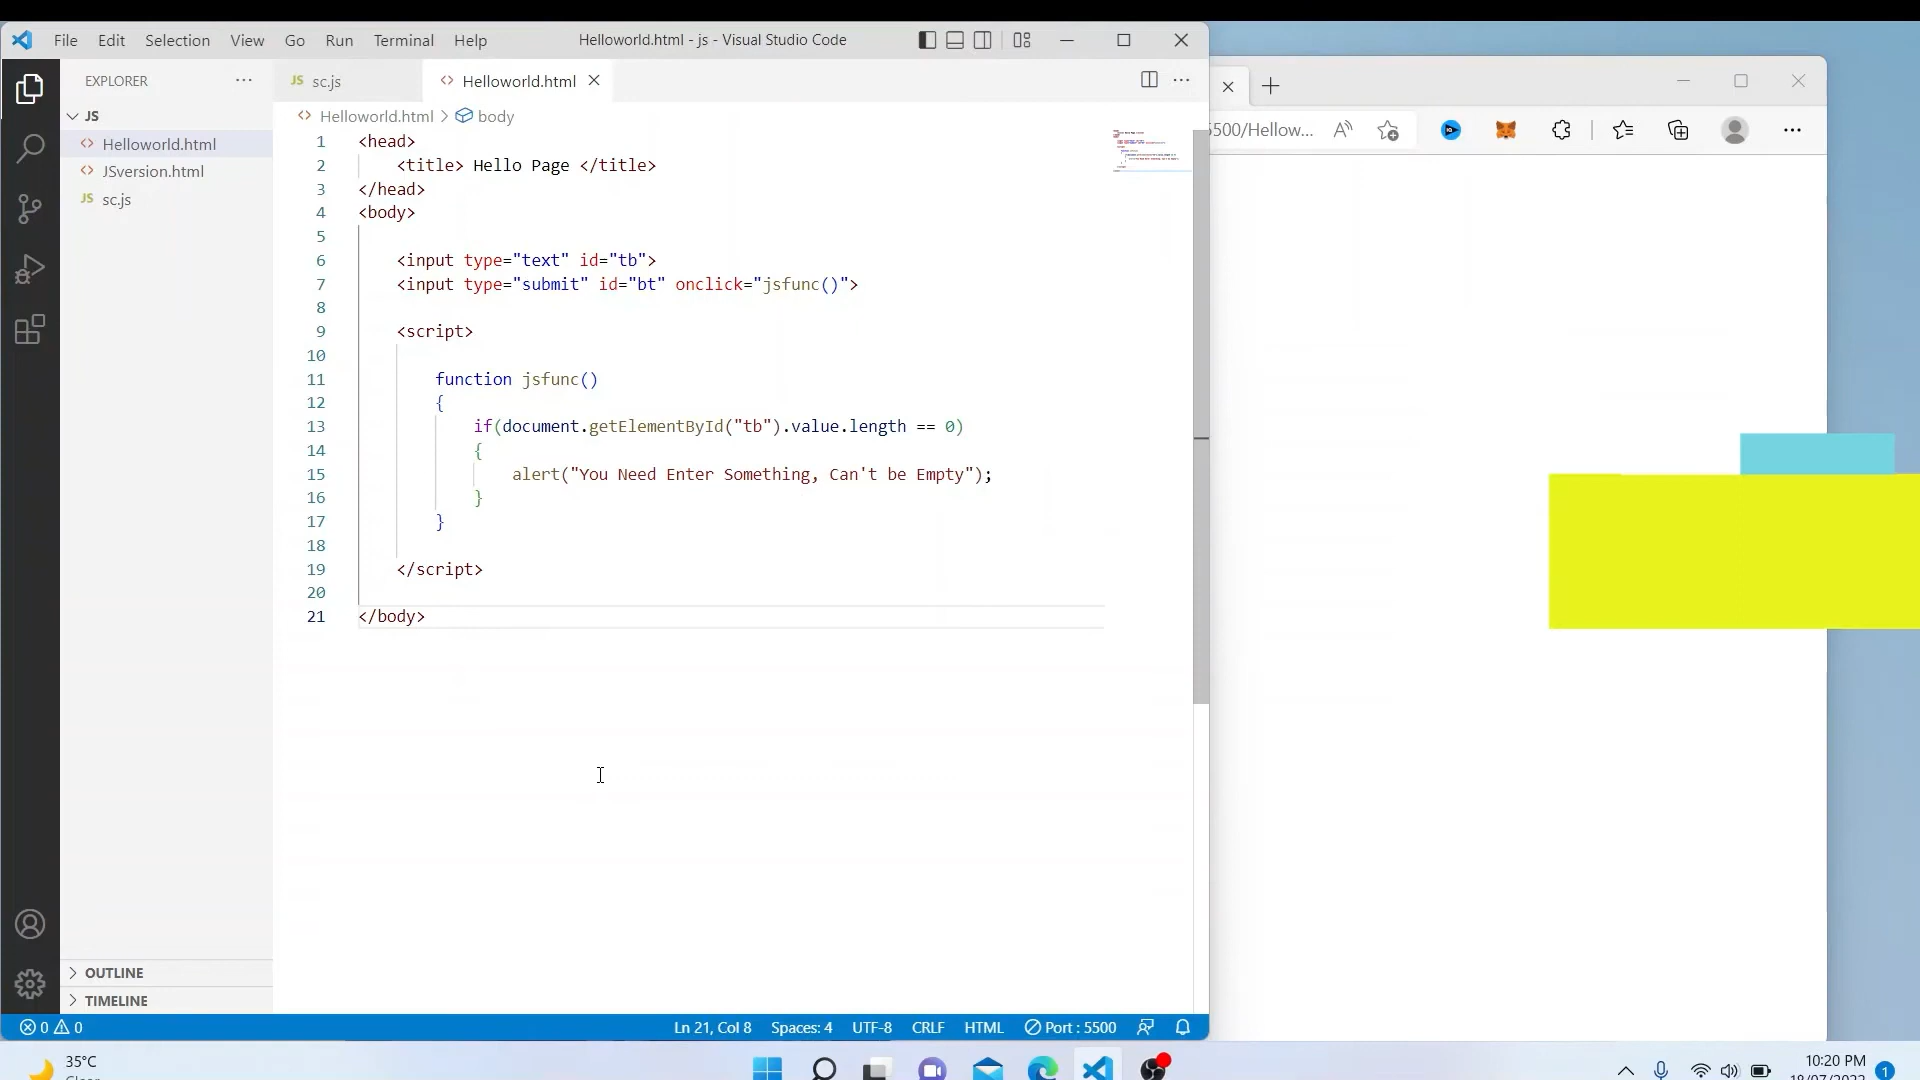 File Edit Selection View Go Run Terminal Help Helloworld.html - js - Visual Studio Code
EXPLORER
JS
Helloworld.html
JSversion.html
JS sc.js
OUTLINE
TIMELINE
JS sc.js Helloworld.html
Helloworld.html > body
1 <head>
2 <title> Hello Page </title>
3 </head>
4 <body>
5
6 <input type="text" id="tb">
7 <input type="submit" id="bt" onclick="jsfunc()">
8
9 <script>
10
11 function jsfunc()
12 {
13 if(document.getElementById("tb").value.length == 0)
14 {
15 alert("You Need Enter Something, Can't be Empty");
16 }
17 }
18
19 </script>
20
21 </body>
5500/Hellow...
0 0 Ln 21, Col 8 Spaces: 4 UTF-8 CRLF HTML Port : 5500
35°C
10:20 PM
1